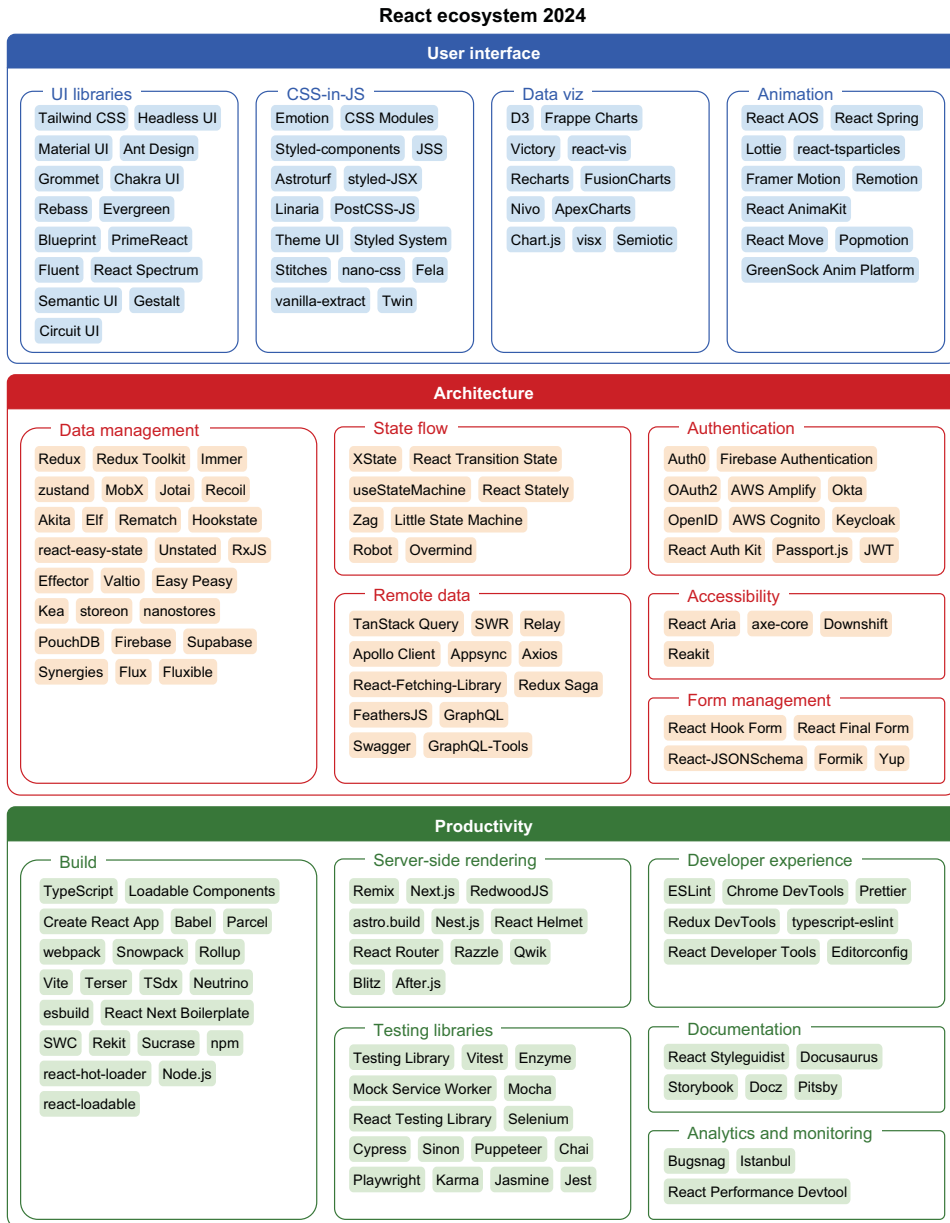 React ecosystem 2024
User interface
UI libraries
Tailwind CSS Headless UI
Material UI Ant Design
Grommet Chakra UI
Rebass Evergreen
Blueprint PrimeReact
Fluent React Spectrum
Semantic UI Gestalt
Circuit UI
CSS-in-JS
Emotion CSS Modules
Styled-components JSS
Astroturf styled-JSX
Linaria PostCSS-JS
Theme UI Styled System
Stitches nano-css Fela
vanilla-extract Twin
Data viz
D3 Frappe Charts
Victory react-vis
Recharts FusionCharts
Nivo ApexCharts
Chart.js visx Semiotic
Animation
React AOS React Spring
Lottie react-tsparticles
Framer Motion Remotion
React AnimaKit
React Move Popmotion
GreenSock Anim Platform
Architecture
Data management
Redux Redux Toolkit Immer
zustand MobX Jotai Recoil
Akita Elf Rematch Hookstate
react-easy-state Unstated RxJS
Effector Valtio Easy Peasy
Kea storeon nanostores
PouchDB Firebase Supabase
Synergies Flux Fluxible
State flow
XState React Transition State
useStateMachine React Stately
Zag Little State Machine
Robot Overmind
Remote data
TanStack Query SWR Relay
Apollo Client Appsync Axios
React-Fetching-Library Redux Saga
FeathersJS GraphQL
Swagger GraphQL-Tools
Authentication
Auth0 Firebase Authentication
OAuth2 AWS Amplify Okta
OpenID AWS Cognito Keycloak
React Auth Kit Passport.js JWT
Accessibility
React Aria axe-core Downshift
Reakit
Form management
React Hook Form React Final Form
React-JSONSchema Formik Yup
Productivity
Build
TypeScript Loadable Components
Create React App Babel Parcel
webpack Snowpack Rollup
Vite Terser TSdx Neutrino
esbuild React Next Boilerplate
SWC Rekit Sucrase npm
react-hot-loader Node.js
react-loadable
Server-side rendering
Remix Next.js RedwoodJS
astro.build Nest.js React Helmet
React Router Razzle Qwik
Blitz After.js
Testing libraries
Testing Library Vitest Enzyme
Mock Service Worker Mocha
React Testing Library Selenium
Cypress Sinon Puppeteer Chai
Playwright Karma Jasmine Jest
Developer experience
ESLint Chrome DevTools Prettier
Redux DevTools typescript-eslint
React Developer Tools Editorconfig
Documentation
React Styleguidist Docusaurus
Storybook Docz Pitsby
Analytics and monitoring
Bugsnag Istanbul
React Performance Devtool